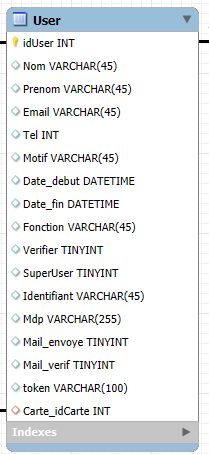 User
idUser INT
Nom VARCHAR(45)
Prenom VARCHAR(45)
Email VARCHAR(45)
Tel INT
Motif VARCHAR(45)
Date_debut DATETIME
Date_fin DATETIME
Fonction VARCHAR(45)
Verifier TINYINT
SuperUser TINYINT
Identifiant VARCHAR(45)
Mdp VARCHAR(255)
Mail_envoye TINYINT
Mail_verif TINYINT
token VARCHAR(100)
Carte_idCarte INT
Indexes